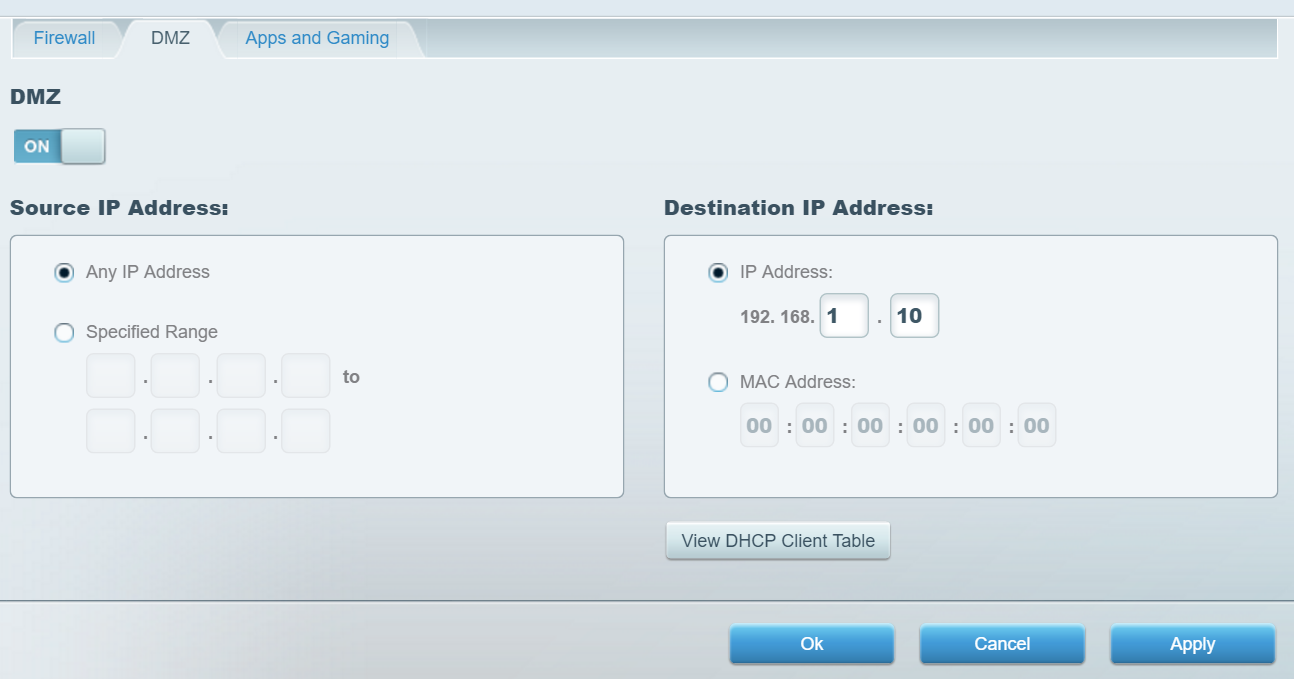 Firewall DMZ Apps and Gaming
DMZ
ON
Source IP Address:
Any IP Address
Specified Range
. . . to
. . .
Destination IP Address:
IP Address:
192. 168. 1 . 10
MAC Address:
00 : 00 : 00 : 00 : 00 : 00
View DHCP Client Table
Ok Cancel Apply